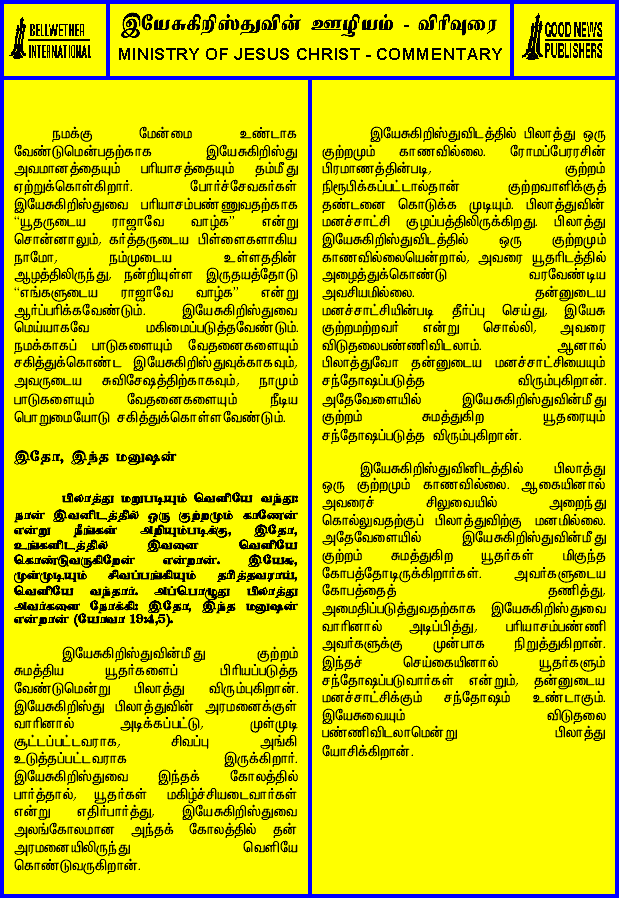 BELLWETHER
INTERNATIONAL
இயேசுகிறிஸ்துவின் ஊழியம் - விரிவுரை
MINISTRY OF JESUS CHRIST - COMMENTARY
GOOD NEWS
PUBLISHERS
நமக்கு மேன்மை உண்டாக
வேண்டுமென்பதற்காக இயேசுகிறிஸ்து
அவமானத்தையும் பரியாசத்தையும் தம்மீது
ஏற்றுக்கொள்கிறார். போர்ச்சேவகர்கள்
இயேசுகிறிஸ்துவை பரியாசம்பண்ணுவதற்காக
“யூதருடைய ராஜாவே வாழ்க” என்று
சொன்னாலும், கர்த்தருடைய பிள்ளைகளாகிய
நாமோ, நம்முடைய உள்ளததின்
ஆழத்திலிருந்து, நன்றியுள்ள இருதயத்தோடு
“எங்களுடைய ராஜாவே வாழ்க” என்று
ஆர்ப்பரிக்கவேண்டும். இயேசுகிறிஸ்துவை
மெய்யாகவே மகிமைப்படுத்தவேண்டும்.
நமக்காகப் பாடுகளையும் வேதனைகளையும்
சகித்துக்கொண்ட இயேசுகிறிஸ்துவுக்காகவும்,
அவருடைய சுவிசேஷத்திற்காகவும், நாமும்
பாடுகளையும் வேதனைகளையும் நீடிய
பொறுமையோடு சகித்துக்கொள்ளவேண்டும்.
இதோ, இந்த மனுஷன்
பிலாத்து மறுபடியும் வெளியே வந்து:
நான் இவனிடத்தில் ஒரு குற்றமும் காணேன்
என்று நீங்கள் அறியும்படிக்கு, இதோ,
உங்களிடத்தில் இவனை வெளியே
கொண்டுவருகிறேன் என்றான். இயேசு,
முள்முடியும் சிவப்பங்கியும் தரித்தவராய்,
வெளியே வந்தார். அப்பொழுது பிலாத்து
அவர்களை நோக்கி: இதோ, இந்த மனுஷன்
என்றான் (யோவா 19:4,5).
இயேசுகிறிஸ்துவின்மீது குற்றம்
சுமத்திய யூதர்களைப் பிரியப்படுத்த
வேண்டுமென்று பிலாத்து விரும்புகிறான்.
இயேசுகிறிஸ்து பிலாத்துவின் அரமனைக்குள்
வாரினால் அடிக்கப்பட்டு, முள்முடி
சூட்டப்பட்டவராக, சிவப்பு அங்கி
உடுத்தப்பட்டவராக இருக்கிறார்.
இயேசுகிறிஸ்துவை இந்தக் கோலத்தில்
பார்த்தால், யூதர்கள் மகிழ்ச்சியடைவார்கள்
என்று எதிர்பார்த்து, இயேசுகிறிஸ்துவை
அலங்கோலமான அந்தக் கோலத்தில் தன்
அரமனையிலிருந்து வெளியே
கொண்டுவருகிறான்.
இயேசுகிறிஸ்துவிடத்தில் பிலாத்து ஒரு
குற்றமும் காணவில்லை. ரோமப்பேரரசின்
பிரமாணத்தின்படி, குற்றம்
நிரூபிக்கப்பட்டால்தான் குற்றவாளிக்குத்
தண்டனை கொடுக்க முடியும். பிலாத்துவின்
மனச்சாட்சி குழப்பத்திலிருக்கிறது. பிலாத்து
இயேசுகிறிஸ்துவிடத்தில் ஒரு குற்றமும்
காணவில்லையென்றால், அவரை யூதரிடத்தில்
அழைத்துக்கொண்டு வரவேண்டிய
அவசியமில்லை. தன்னுடைய
மனச்சாட்சியின்படி தீர்ப்பு செய்து, இயேசு
குற்றமற்றவர் என்று சொல்லி, அவரை
விடுதலைபண்ணிவிடலாம். ஆனால்
பிலாத்துவோ தன்னுடைய மனச்சாட்சியையும்
சந்தோஷப்படுத்த விரும்புகிறான்.
அதேவேளையில் இயேசுகிறிஸ்துவின்மீது
குற்றம் சுமத்துகிற யூதரையும்
சந்தோஷப்படுத்த விரும்புகிறான்.
இயேசுகிறிஸ்துவினிடத்தில் பிலாத்து
ஒரு குற்றமும் காணவில்லை. ஆகையினால்
அவரைச் சிலுவையில் அறைந்து
கொல்லுவதற்குப் பிலாத்துவிற்கு மனமில்லை.
அதேவேளையில் இயேசுகிறிஸ்துவின்மீது
குற்றம் சுமத்துகிற யூதர்கள் மிகுந்த
கோபத்தோடிருக்கிறார்கள். அவர்களுடைய
கோபத்தைத் தணித்து,
அமைதிப்படுத்துவதற்காக இயேசுகிறிஸ்துவை
வாரினால் அடிப்பித்து, பரியாசம்பண்ணி
அவர்களுக்கு முன்பாக நிறுத்துகிறான்.
இந்தச் செய்கையினால் யூதர்களும்
சந்தோஷப்படுவார்கள் என்றும், தன்னுடைய
மனச்சாட்சிக்கும் சந்தோஷம் உண்டாகும்.
இயேசுவையும் விடுதலை
பண்ணிவிடலாமென்று பிலாத்து
யோசிக்கிறான்.